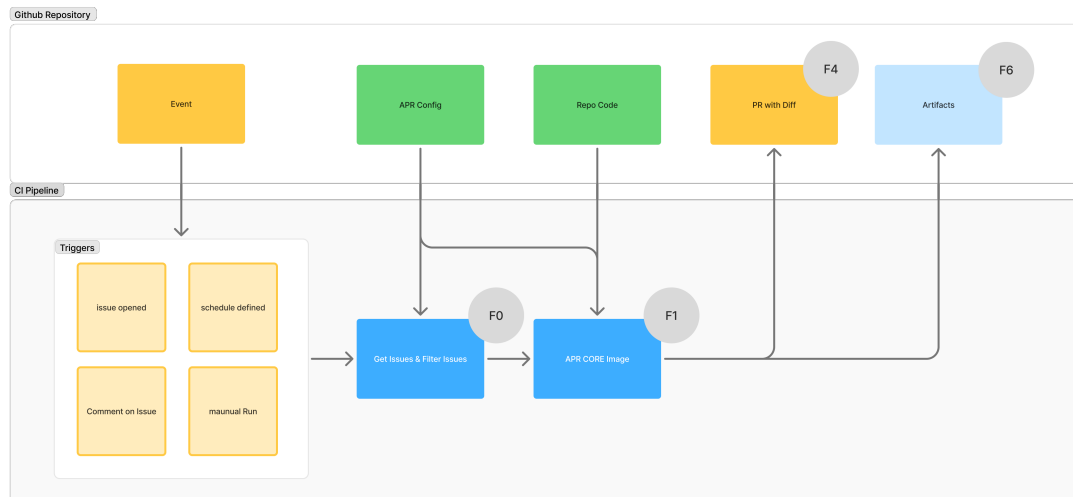 Github Repository
Event
APR Config
Repo Code
PR with Diff
F4
Artifacts
F6
CI Pipeline
Triggers
issue opened
schedule defined
Comment on Issue
maunual Run
Get Issues & Filter Issues
F0
APR CORE Image
F1